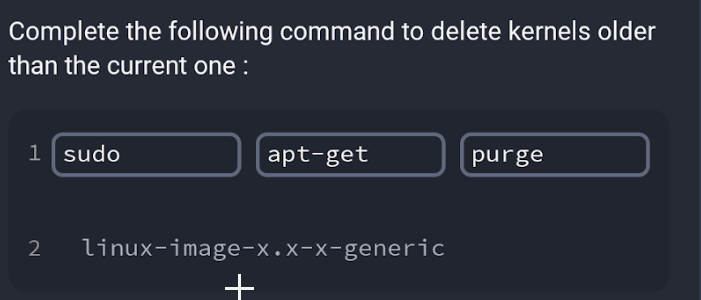 Complete the following command to delete kernels older
than the current one :
1 sudo apt-get purge
2 linux-image-x.x-x-generic